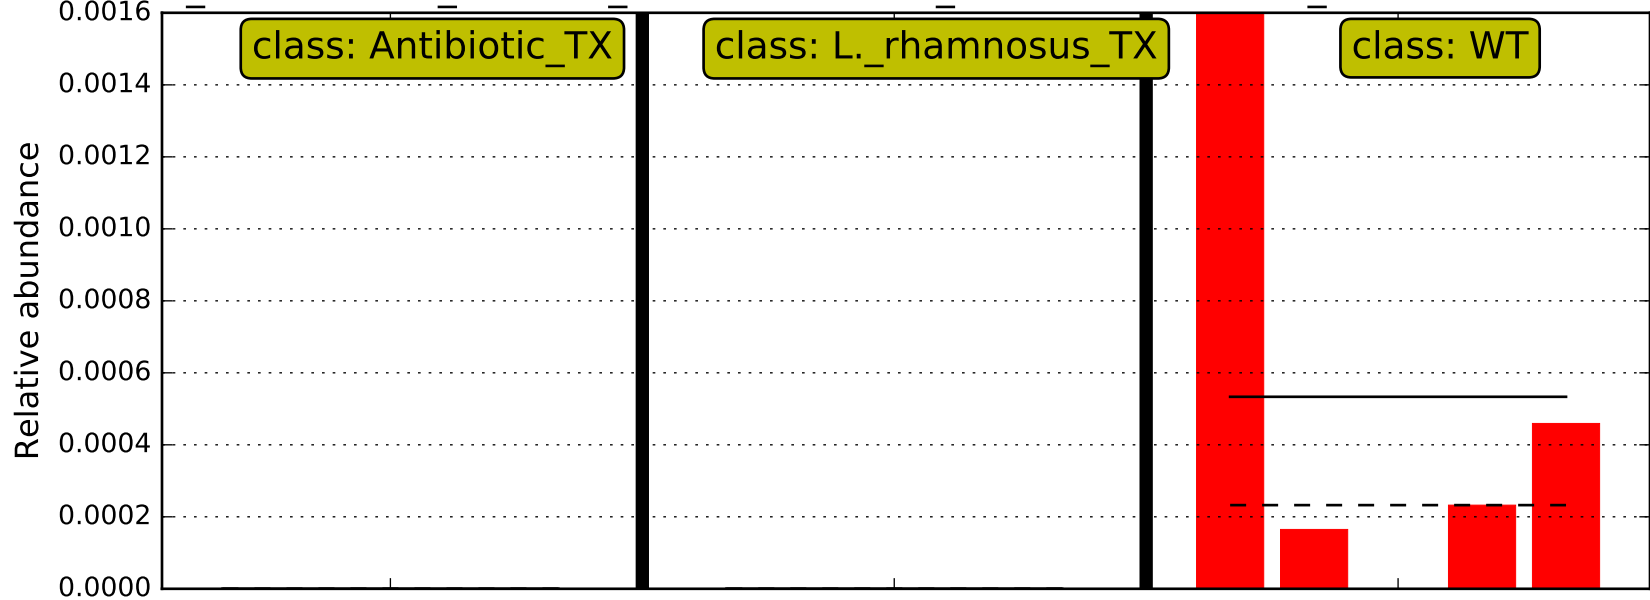 0.0016
class: Antibiotic_TX
class: L._rhamnosus_TX
class: WT
0.0014
0.0012
0.0010
0.0008
0.0006
0.0004
0.0002
0.0000
Relative abundance